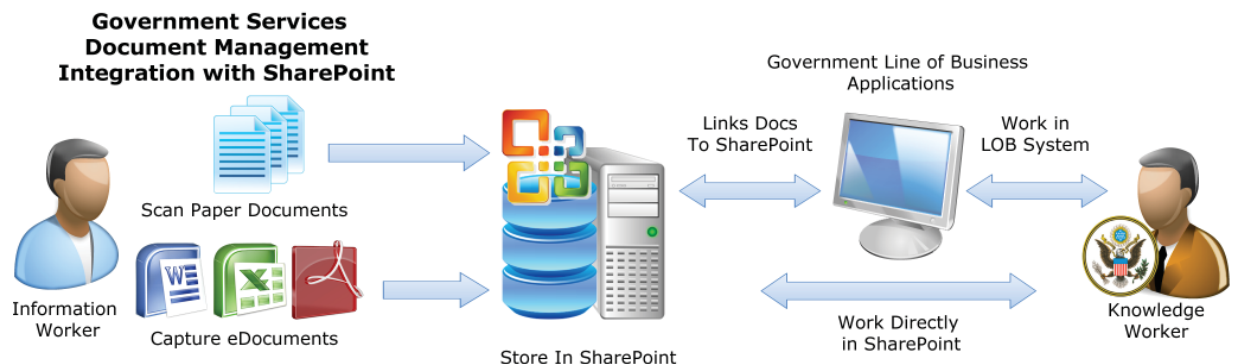 Government Services
Document Management
Integration with SharePoint
Scan Paper Documents
W
X
Capture eDocuments
Information
Worker
Store In SharePoint
Links Docs
To SharePoint
Government Line of Business
Applications
Work in
LOB System
Work Directly
in SharePoint
Knowledge
Worker